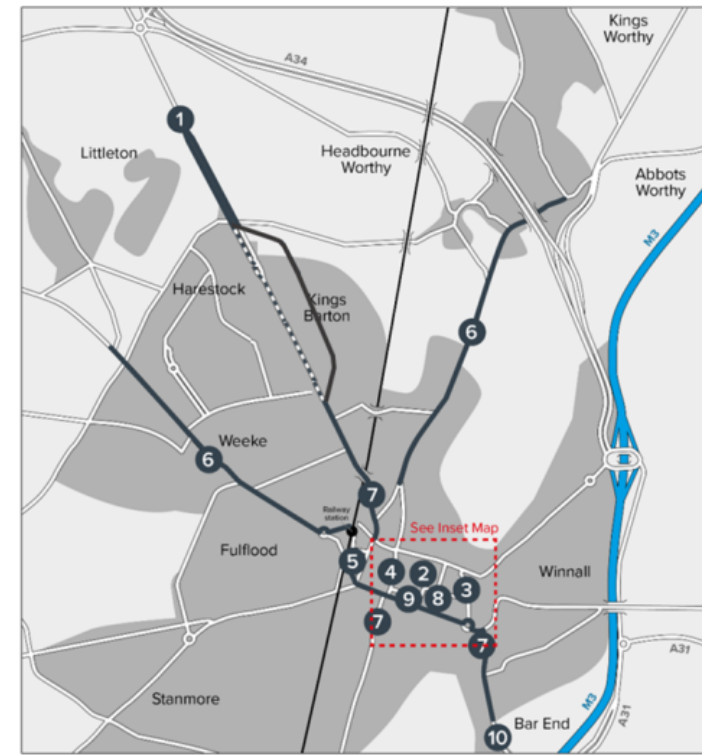 Kings
Worthy
A34
1
Littleton
Headbourne
Worthy
Abbots
Worthy
M3
Harestock
Kings
Barton
6
Weeke
6
7
Railway
station
See Inset Map
Fulflood
5
4
2
3
Winnall
9
8
7
7
A31
Stanmore
M3
A31
Bar End
10